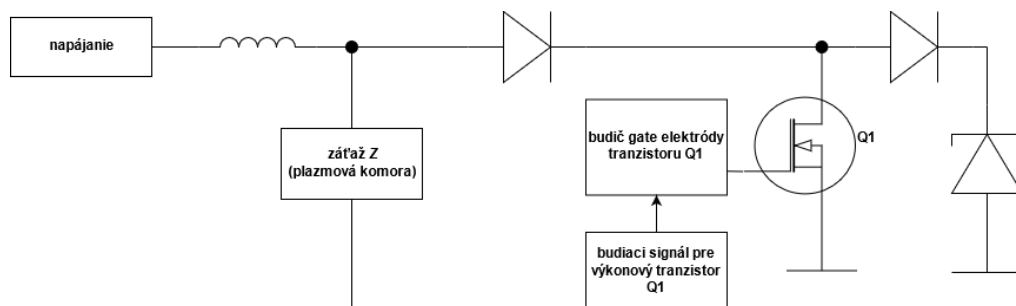 napájanie
záťaž Z
(plazmová komora)
budič gate elektródy
tranzistoru Q1
Q1
budiaci signál pre
výkonový tranzistor
Q1